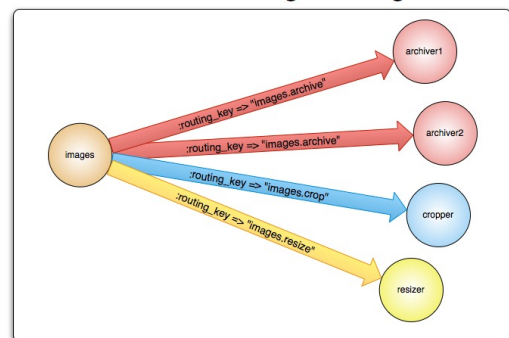 archiver1
:routing_key => "images.archive"
archiver2
:routing_key => "images.archive"
images
:routing_key => "images.crop"
cropper
:routing_key => "images.resize"
resizer